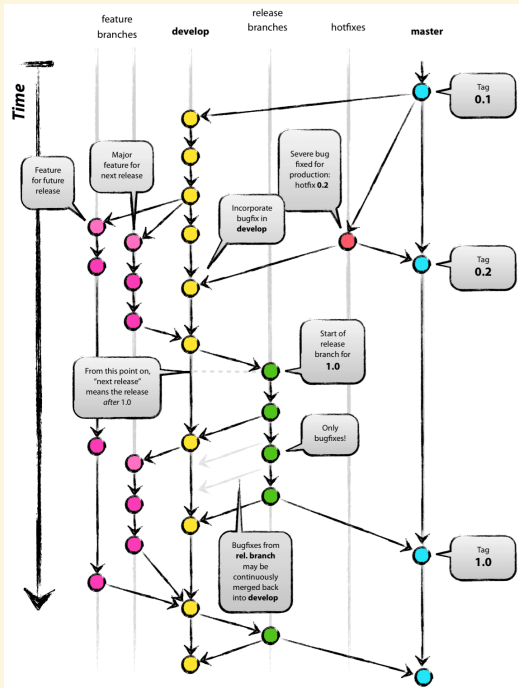 feature
branches
develop
release
branches
hotfixes
master
Time
Tag
0.1
Major
feature for
next release
Severe bug
fixed for
production:
hotfix 0.2
Feature
for future
release
Incorporate
bugfix in
develop
Tag
0.2
Start of
release
branch for
1.0
From this point on,
“next release”
means the release
after 1.0
Only
bugfixes!
Bugfixes from
rel. branch
may be
continuously
merged back
into develop
Tag
1.0